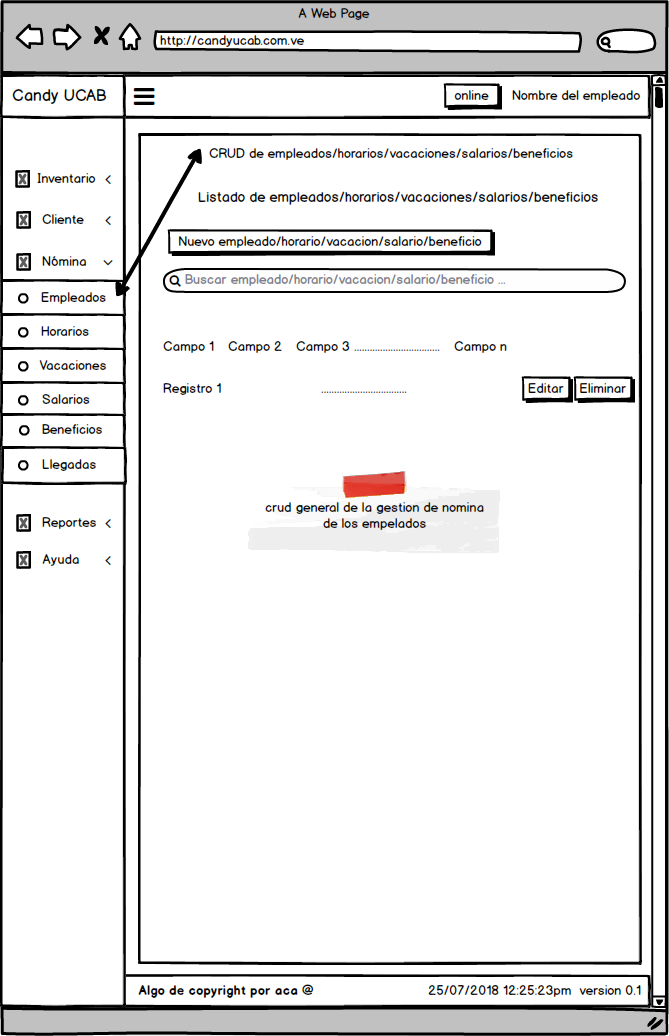 A Web Page
http://candyucab.com.ve
Candy UCAB
online
Nombre del empleado
Inventario
Cliente
Nómina
Empleados
Horarios
Vacaciones
Salarios
Beneficios
Llegadas
Reportes
Ayuda
CRUD de empleados/horarios/vacaciones/salarios/beneficios
Listado de empleados/horarios/vacaciones/salarios/beneficios
Nuevo empleado/horario/vacacion/salario/beneficio
Buscar empleado/horario/vacacion/salario/beneficio ...
Campo 1 Campo 2 Campo 3 ................................. Campo n
Registro 1 ................................. Editar Eliminar
crud general de la gestion de nomina
de los empelados
Algo de copyright por aca @
25/07/2018 12:25:23pm version 0.1